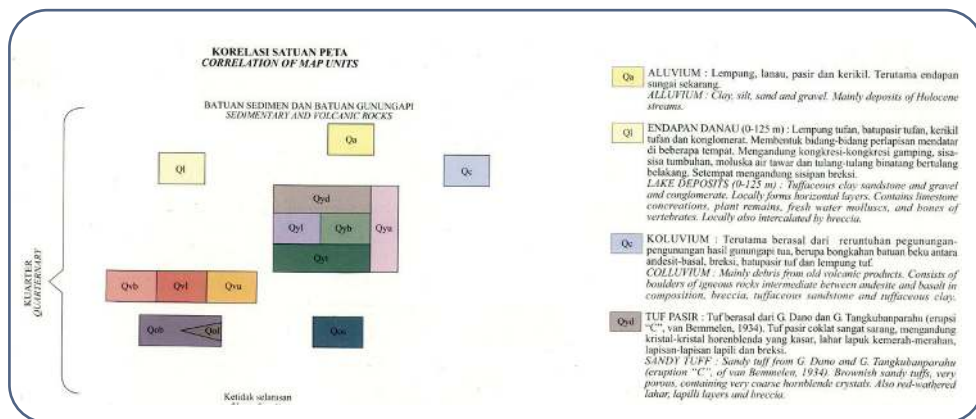 KORELASI SATUAN PETA
CORRELATION OF MAP UNITS
BATUAN SEDIMEN DAN BATUAN GUNUNGAPI
SEDIMENTARY AND VOLCANIC ROCKS
Qa
Ql
Qc
Qyd
Qyl
Qyb
Qyu
Qyt
Qvb
Qvl
Qvu
Qob
Qol
KUARTER
QUARTERNARY
Ketidak selarasan
Qa
ALUVIUM : Lempung, lanau, pasir dan kerikil. Terutama endapan
sungai sekarang.
ALLUVIUM : Clay, silt, sand and gravel. Mainly deposits of Holocene
streams.
Ql
ENDAPAN DANAU (0-125 m) : Lempung tufan, batupasir tufan, kerikil
tufan dan konglomerat. Membentuk bidang-bidang perlapisan mendatar
di beberapa tempat. Mengandung kongkresi-kongkresi gamping, sisa-
sisa tumbuhan, moluska air tawar dan tulang-tulang binatang bertulang
belakang. Setempat mengandung sisipan breksi.
LAKE DEPOSITS (0-125 m) : Tuffaceous clay sandstone and gravel
and conglomerate. Locally forms horizontal layers. Contains limestone
concreations, plant remains, fresh water molluscs, and bones of
vertebrates. Locally also intercalated by breccia.
Qc
KOLUVIUM : Terutama berasal dari reruntuhan pegunungan-
pengunungan hasil gunungapi tua, berupa bongkahan batuan beku antara
andesit-basal, breksi, batupasir tuf dan lempung tuf.
COLLUVIUM : Mainly debris from old volcanic products. Consists of
boulders of igneous rocks intermediate between andesite and basalt in
composition, breccia, tuffaceous sandstone and tuffaceous clay.
Qyd
TUF PASIR : Tuf berasal dari G. Dano dan G. Tangkubanparahu (erupsi
"C", van Bemmelen, 1934). Tuf pasir coklat sangat sarang, mengandung
kristal-kristal horenblenda yang kasar, lahar lapuk kemerah-merahan,
lapisan-lapisan lapili dan breksi.
SANDY TUFF : Sandy tuff from G. Dano and G. Tangkubanparahu
(eruption "C", of van Bemmelen, 1934). Brownish sandy tuffs, very
porous, containing very coarse hornblende crystals. Also red-wathered
lahar, lapilli layers and breccia.